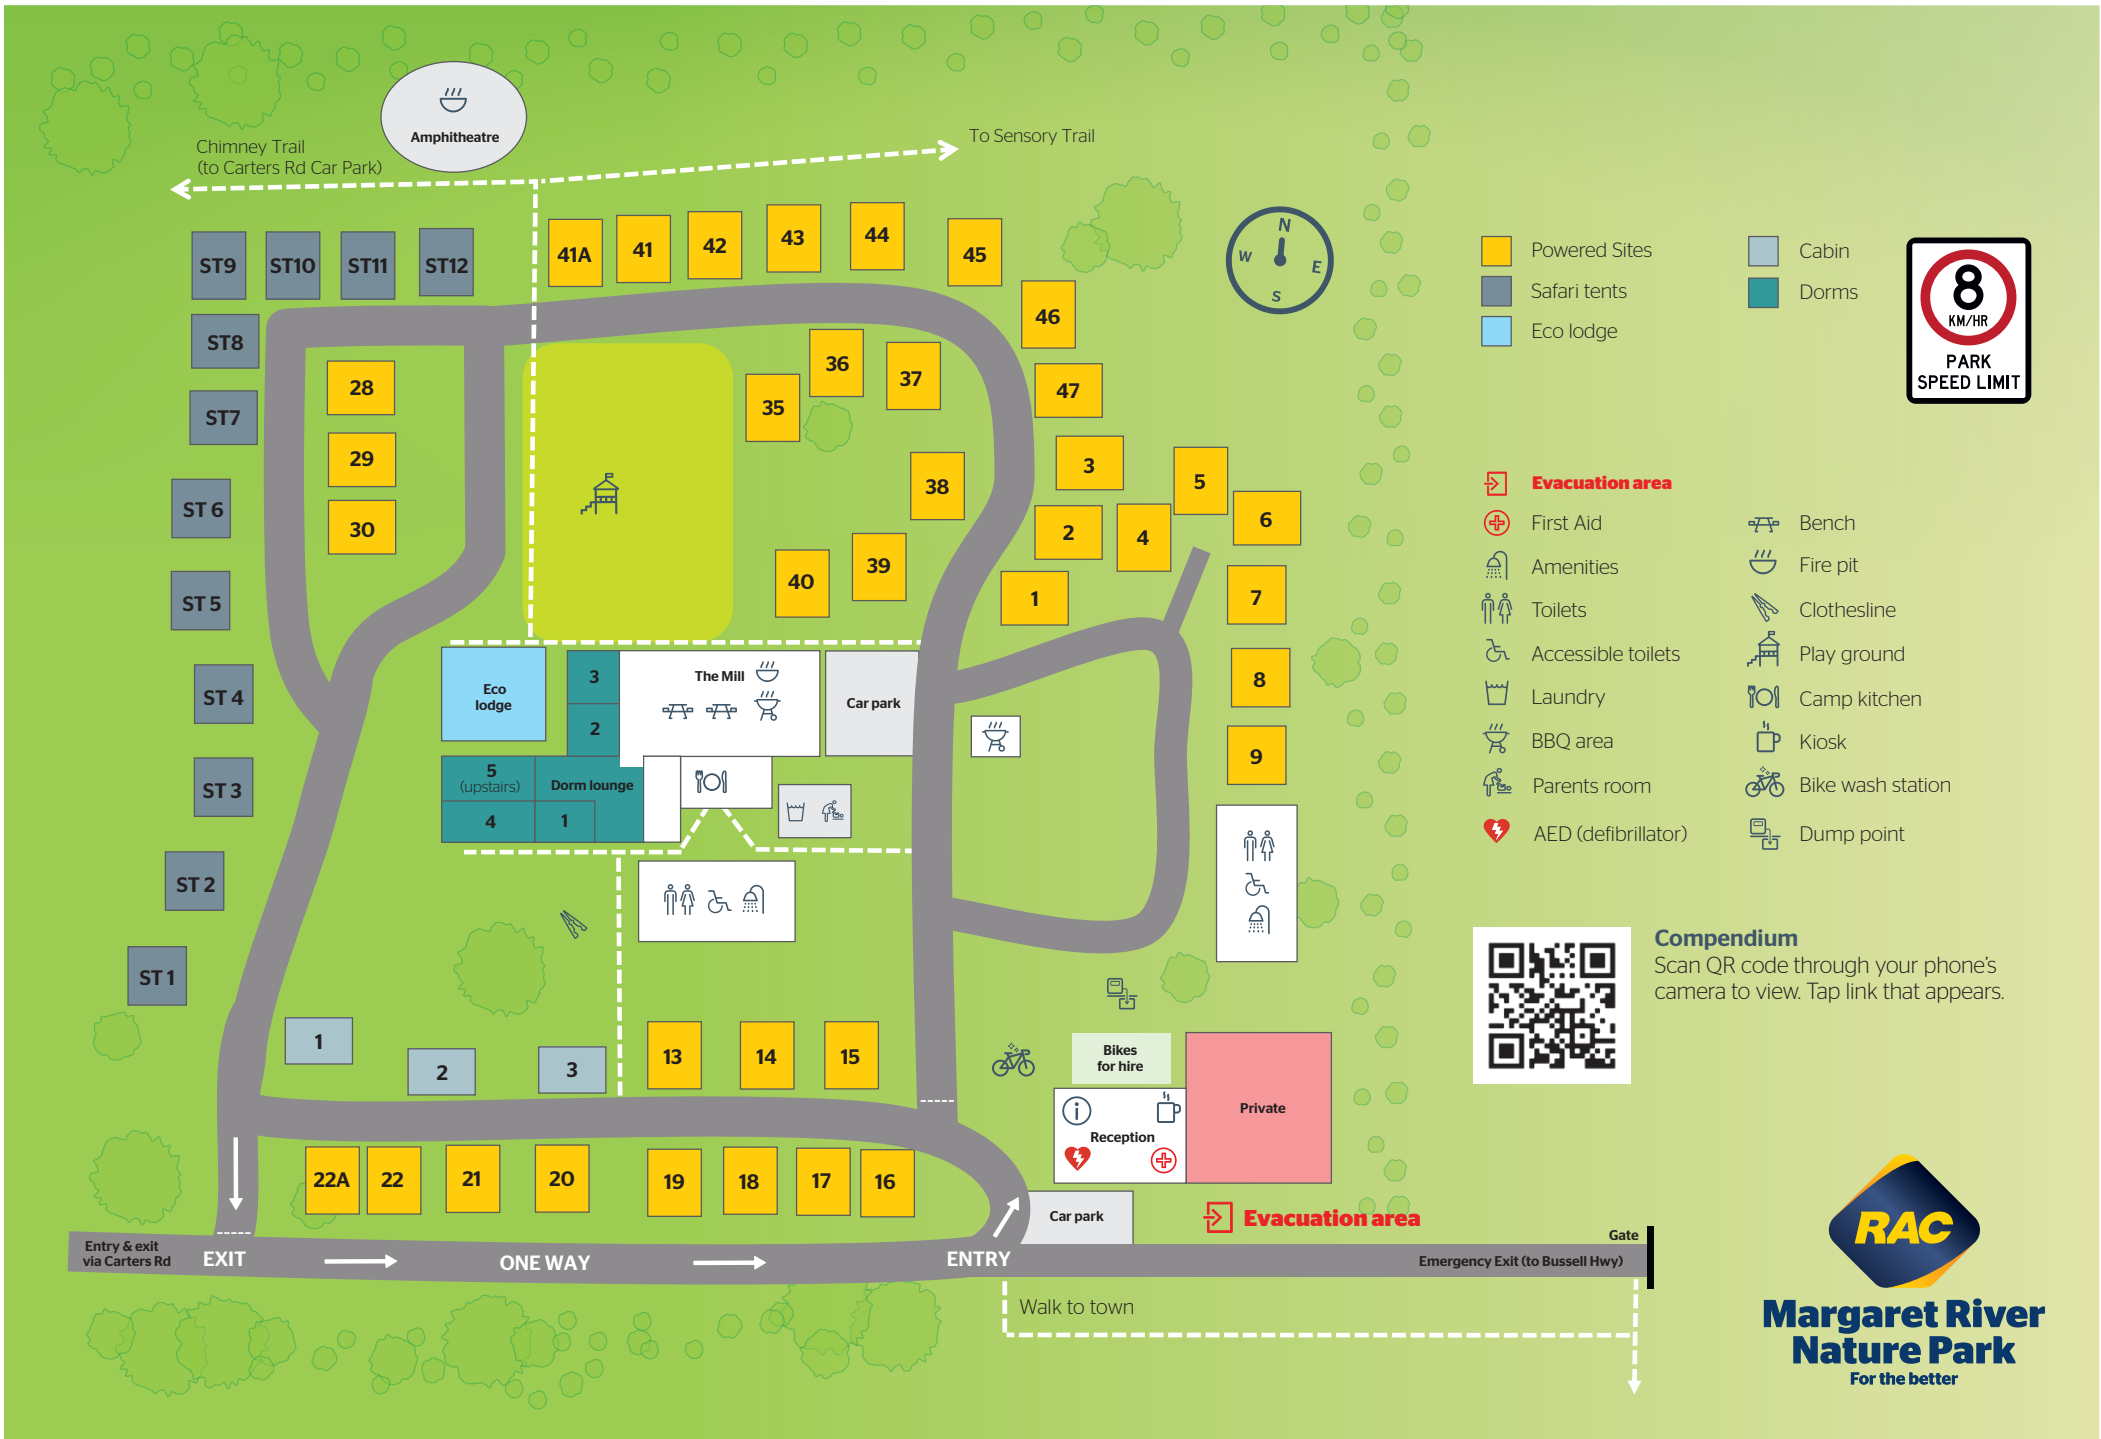 Amphitheatre
Chimney Trail
(to Carters Rd Car Park)
To Sensory Trail
ST9
ST10
ST11
ST12
41A
41
42
43
44
45
46
47
ST8
ST7
ST 6
ST 5
ST 4
ST 3
ST 2
ST 1
28
29
30
35
36
37
38
39
40
3
5
6
2
4
1
7
8
9
N
W
E
S
Powered Sites
Safari tents
Eco lodge
Cabin
Dorms
8
KM/HR
PARK
SPEED LIMIT
Evacuation area
First Aid
Amenities
Toilets
Accessible toilets
Laundry
BBQ area
Parents room
AED (defibrillator)
Bench
Fire pit
Clothesline
Play ground
Camp kitchen
Kiosk
Bike wash station
Dump point
Eco
lodge
3
2
The Mill
Car park
5
(upstairs)
Dorm lounge
4
1
Compendium
Scan QR code through your phone's
camera to view. Tap link that appears.
1
2
3
13
14
15
Bikes
for hire
i
Reception
Private
22A
22
21
20
19
18
17
16
Car park
Evacuation area
Entry & exit
via Carters Rd
EXIT
ONE WAY
ENTRY
Emergency Exit (to Bussell Hwy)
Gate
Walk to town
RAC
Margaret River
Nature Park
For the better